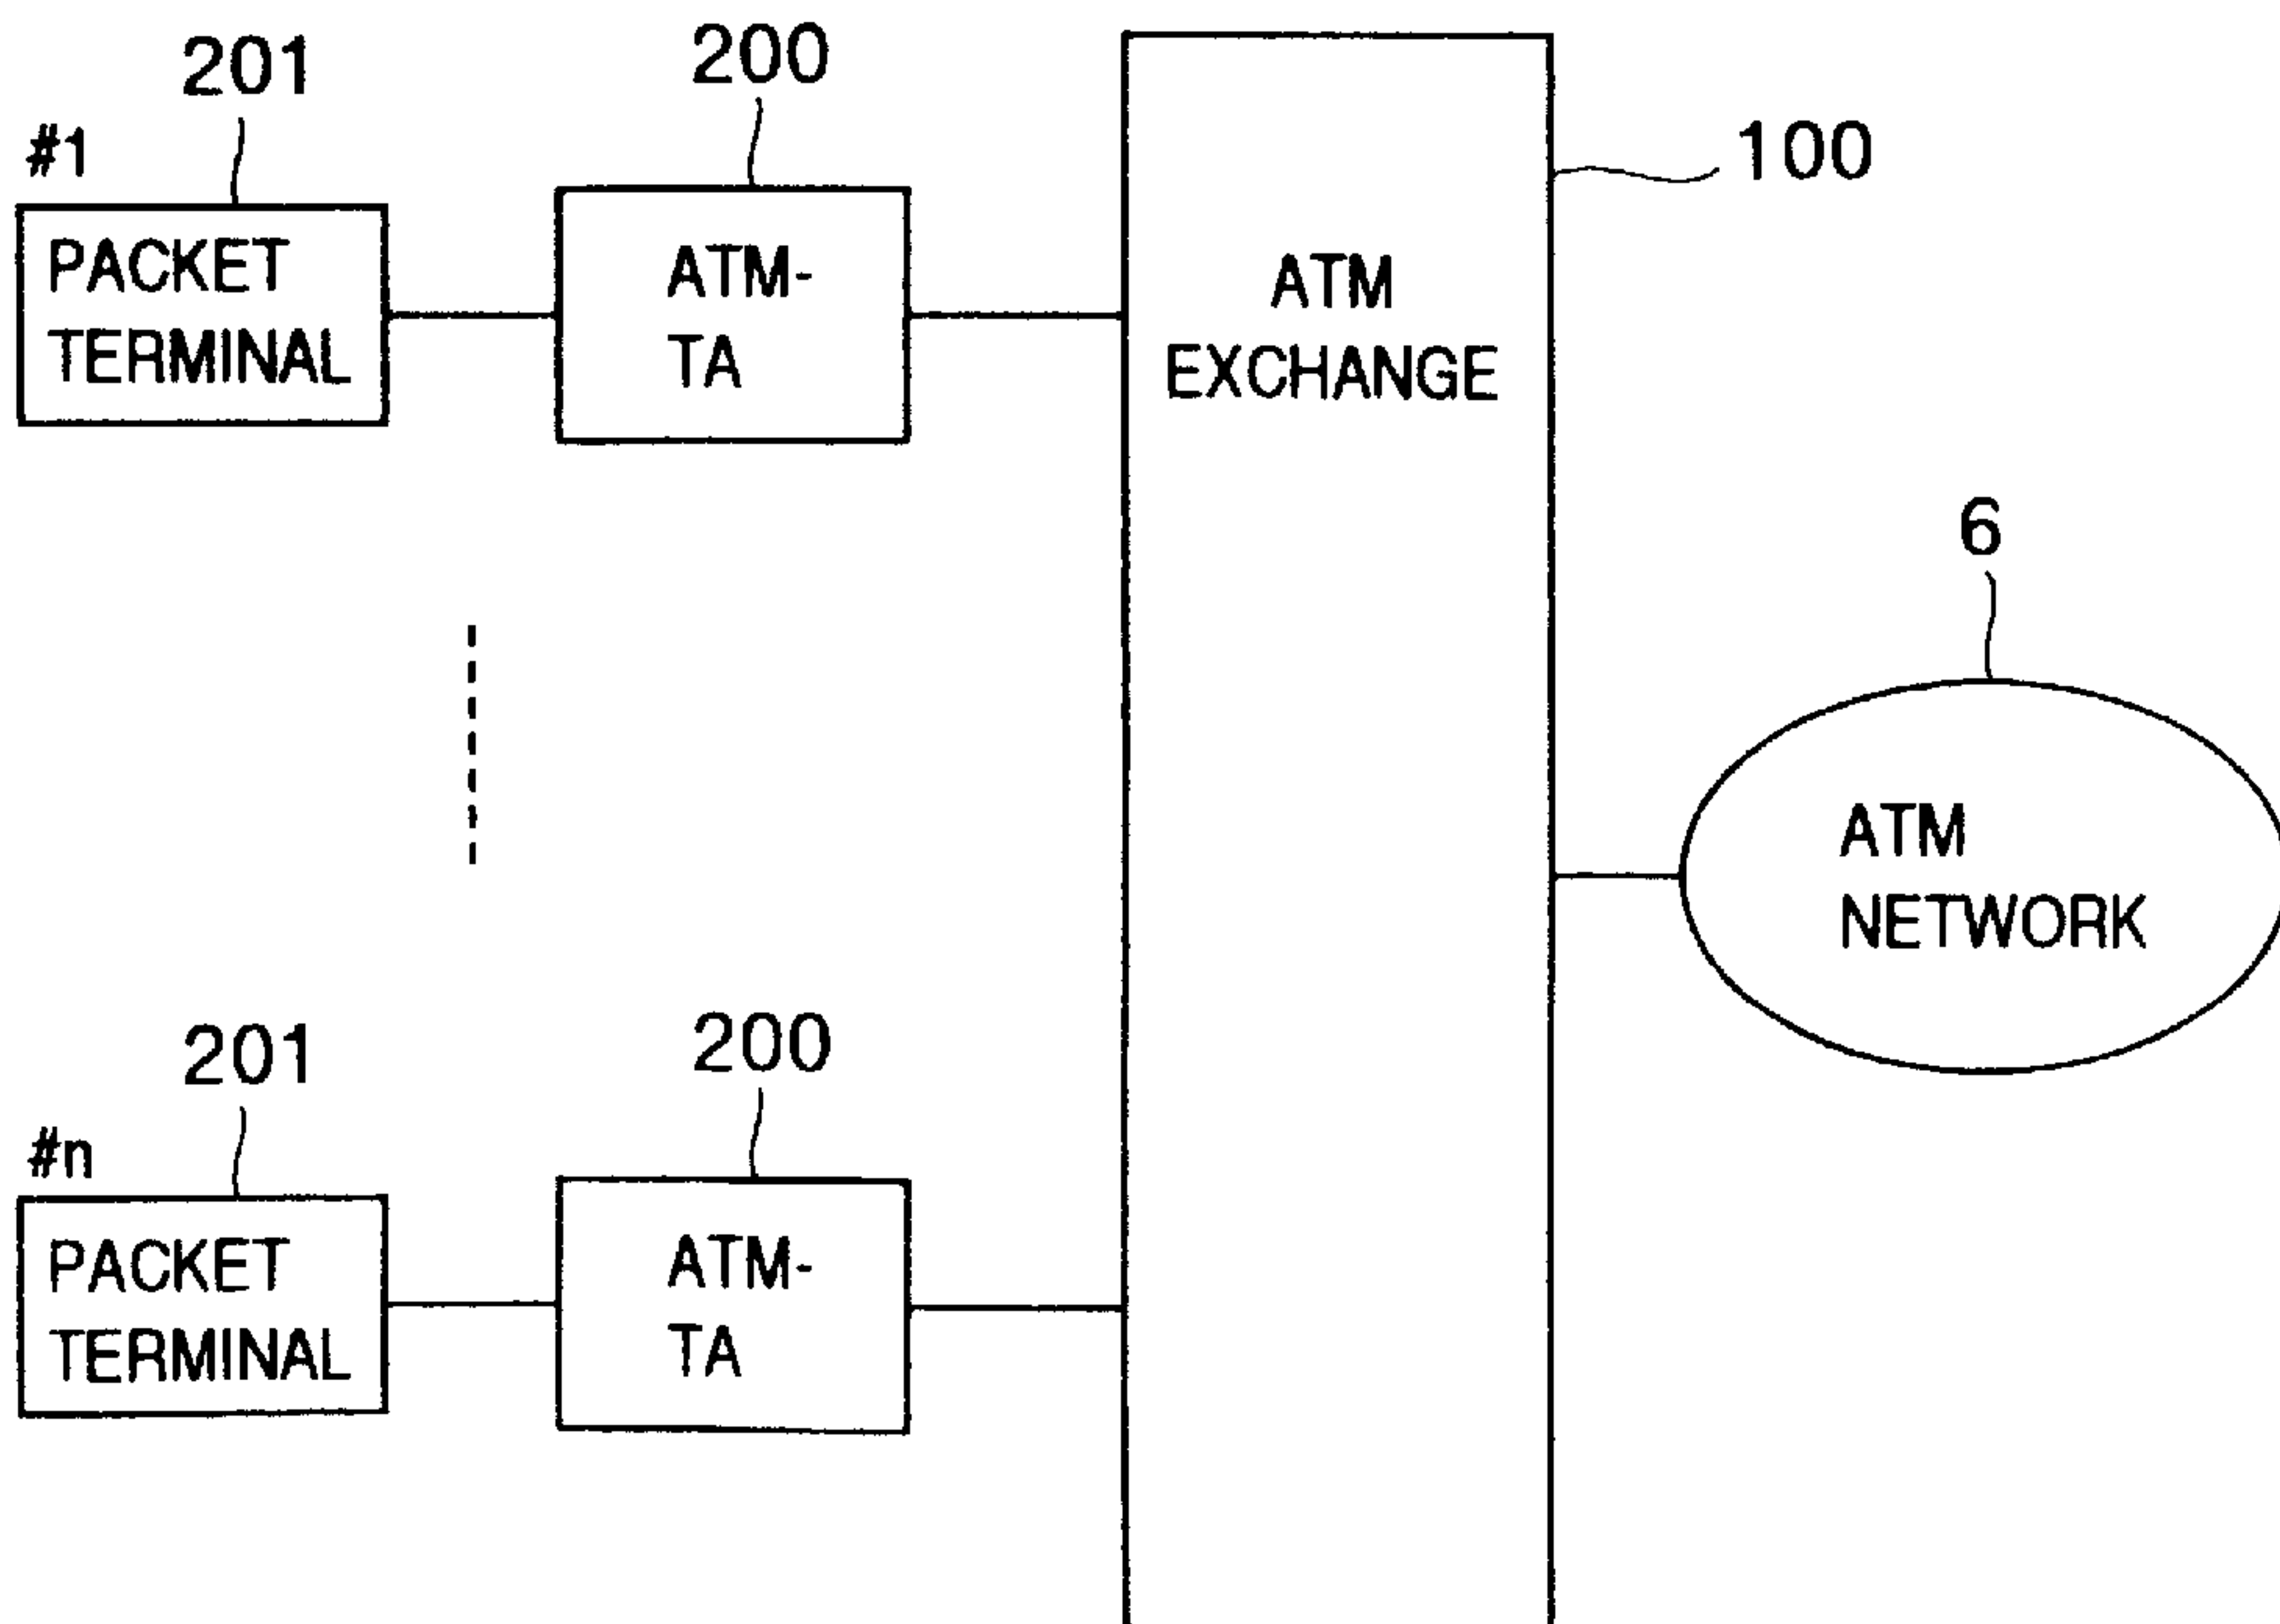 201
200
#1
100
PACKET
TERMINAL
ATM-
TA
ATM
EXCHANGE
6
ATM
NETWORK
201
200
#n
PACKET
TERMINAL
ATM-
TA